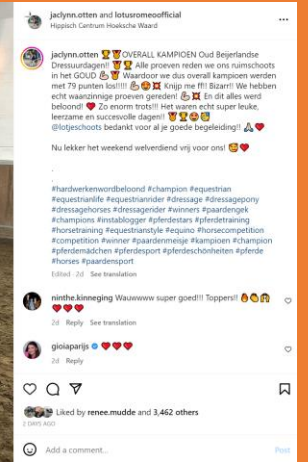 jaclynn.otten and lotusromeoofficial
Hippisch Centrum Hoeksche Waard
jaclynn.otten 🏆🏅OVERALL KAMPIOEN Oud Beijerlandse
Dressuurdagen!! 🏅🏆 Alle proeven reden we ons ruimschoots
in het GOUD 💪🏅 Waardoor we dus overall kampioen werden
met 79 punten los!!!!! 💪🤩💥 Knijp me ff!! Bizarr!! We hebben
echt waanzinnige proeven gereden! 💪💥 En dit alles werd
beloond! ❤️ Zo enorm trots!!! Het waren echt super leuke,
leerzame en succesvolle dagen!! 🏅🏆🤩🥰
@lotjeschoots bedankt voor al je goede begeleiding!! 🙏❤️
Nu lekker het weekend welverdiend vrij voor ons! 🥰❤️
.
.
#hardwerkenwordbeloond #champion #equestrian
#equestrianlife #equestrianrider #dressage #dressagepony
#dressagehorses #dressagerider #winners #paardengek
#champions #instablogger #pferdestars #pferdetraining
#horsetraining #equestrianstyle #equino #horsecompetition
#competition #winner #paardenmeisje #kampioen #champion
#pferdemädchen #pferdesport #pferdeschönheiten #pferde
#horses #paardensport
Edited · 2d See translation
ninthe.kinneging Wauwwww super goed!!! Toppers!! 🔥👏🙌
❤️❤️❤️
2d Reply See translation
gioiaparijs ❤️❤️❤️
2d Reply
Liked by renee.mudde and 3,462 others
2 DAYS AGO
Add a comment...
Post